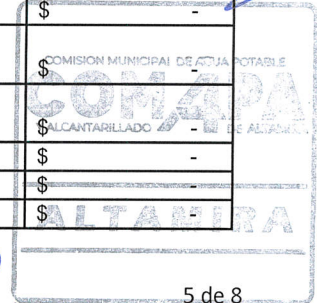 $ -
$ -
COMISION MUNICIPAL DE AGUA POTABLE
COMAPA
$ -
ALCANTARILLADO DE ALTAMIRA
$ -
$ -
$ -
ALTAMIRA
5 de 8